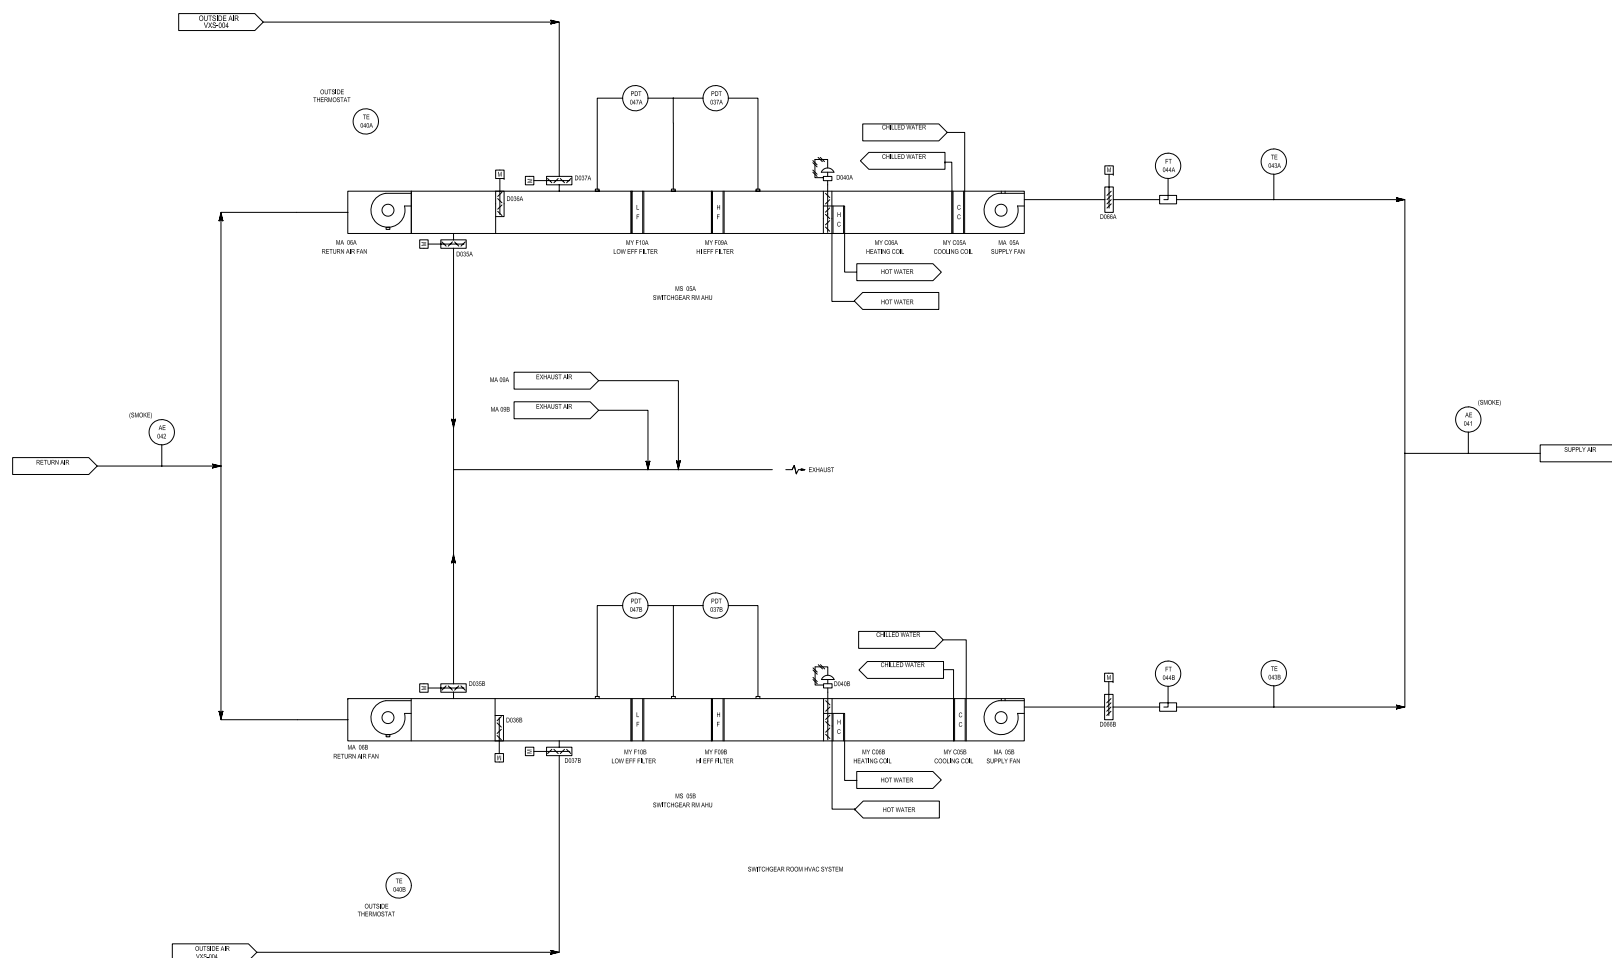 OUTSIDE AIR
VXS-004
OUTSIDE
THERMOSTAT
TE
040A
PDT
047A
PDT
037A
CHILLED WATER
CHILLED WATER
M
M
D037A
D036A
D040A
L
F
H
F
H
C
C
C
M
D066A
FT
044A
TE
043A
MA 06A
RETURN AIR FAN
M
D035A
MY F10A
LOW EFF FILTER
MY F09A
HI EFF FILTER
MY C06A
HEATING COIL
MY C05A
COOLING COIL
MA 05A
SUPPLY FAN
HOT WATER
HOT WATER
MS 05A
SWITCHGEAR RM AHU
MA 09A
EXHAUST AIR
MA 09B
EXHAUST AIR
(SMOKE)
AE
042
RETURN AIR
EXHAUST
(SMOKE)
AE
041
SUPPLY AIR
PDT
047B
PDT
037B
CHILLED WATER
CHILLED WATER
M
D035B
D036B
M
M
D037B
D040B
L
F
H
F
H
C
C
C
M
D066B
FT
044B
TE
043B
MA 06B
RETURN AIR FAN
MY F10B
LOW EFF FILTER
MY F09B
HI EFF FILTER
MY C06B
HEATING COIL
MY C05B
COOLING COIL
MA 05B
SUPPLY FAN
HOT WATER
HOT WATER
MS 05B
SWITCHGEAR RM AHU
SWITCHGEAR ROOM HVAC SYSTEM
TE
040B
OUTSIDE
THERMOSTAT
OUTSIDE AIR
VXS-004